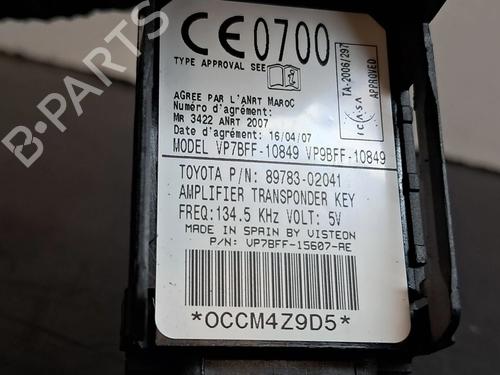 CE0700
TYPE APPROVAL SEE
AGREE PAR L'ANRT MAROC
Numéro d'agrément:
MR 3422 ANRT 2007
Date d'agrément: 16/04/07
MODEL VP7BFF-10849 VP9BFF-10849
TOYOTA P/N: 89783-02041
AMPLIFIER TRANSPONDER KEY
FREQ:134.5 KHz VOLT: 5V
MADE IN SPAIN BY VISTEON
P/N: VP7BFF-15607-AE
*OCCM4Z9D5*
ICASA
TA-2006/297
APPROVED